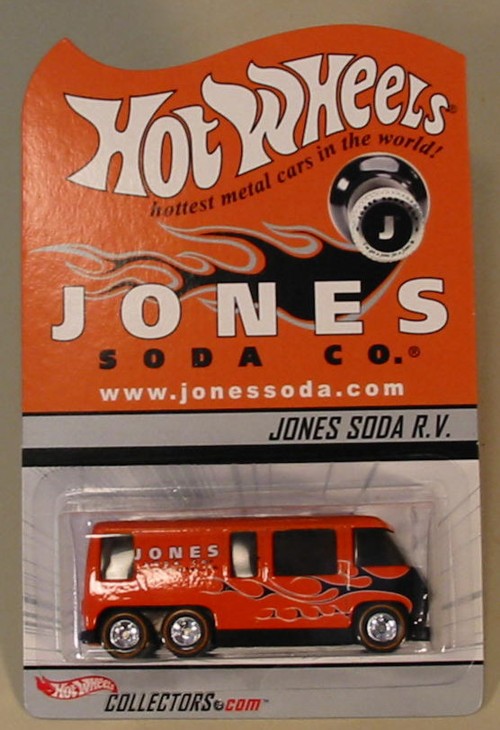 HOT WHEELS®
hottest metal cars in the world!
J
JONES
SODA CO.®
www.jonessoda.com
JONES SODA R.V.
JONES
HOT WHEELS
COLLECTORS.com™